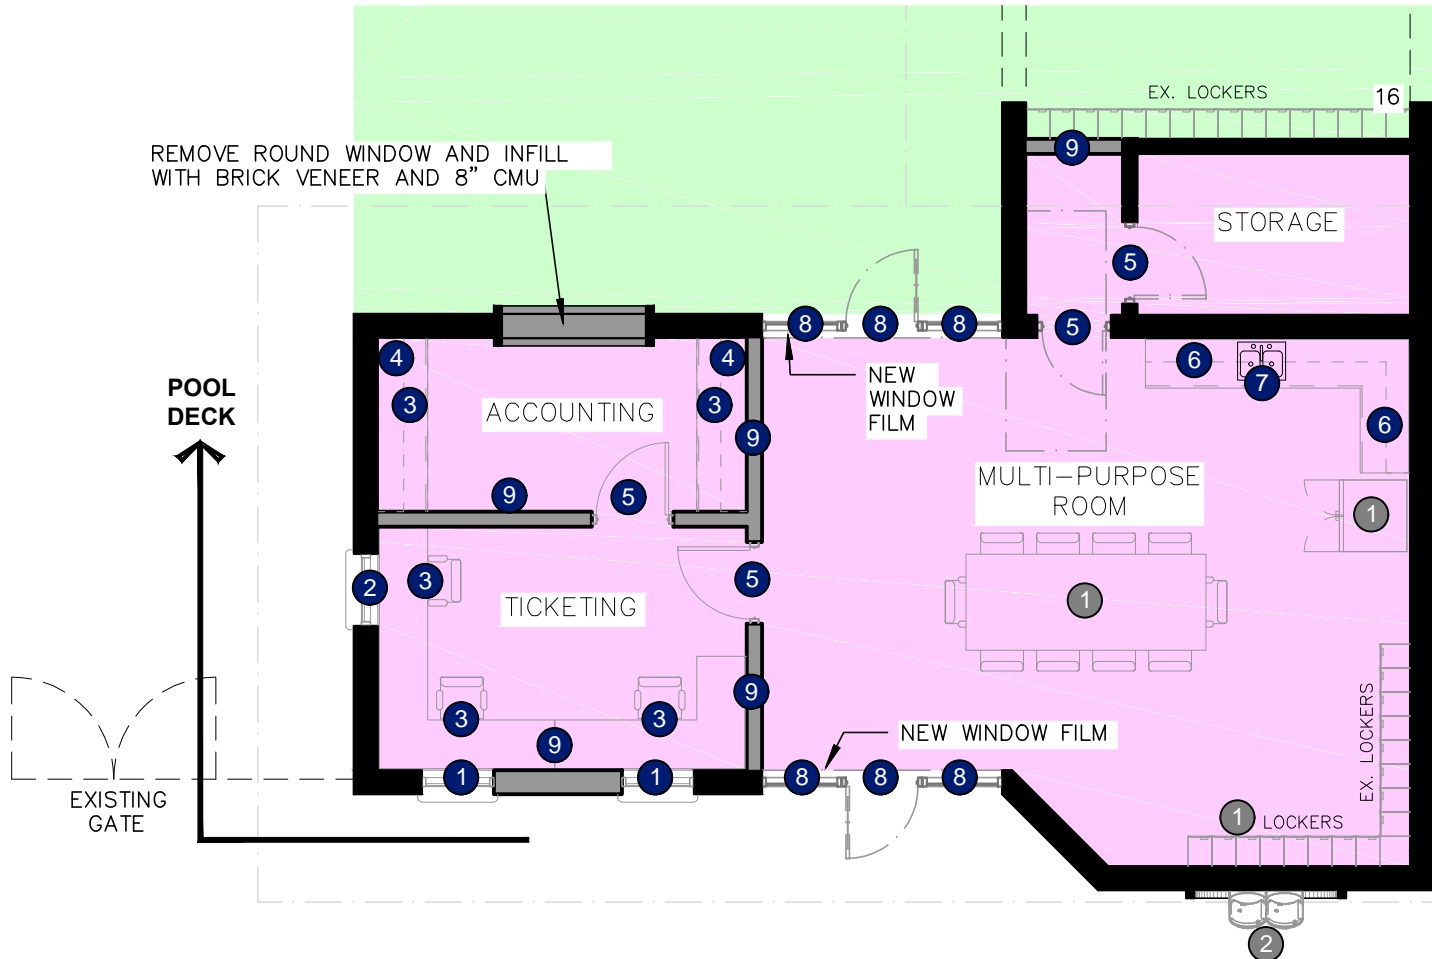 EX. LOCKERS
16
REMOVE ROUND WINDOW AND INFILL
WITH BRICK VENEER AND 8" CMU
9
STORAGE
5
8
8
8
5
4
4
6
7
POOL
DECK
3
ACCOUNTING
3
NEW
WINDOW
FILM
6
9
MULTI-PURPOSE
ROOM
9
5
1
2
3
5
TICKETING
1
9
3
3
EX. LOCKERS
NEW WINDOW FILM
9
1
1
8
8
8
EXISTING
GATE
1
LOCKERS
2